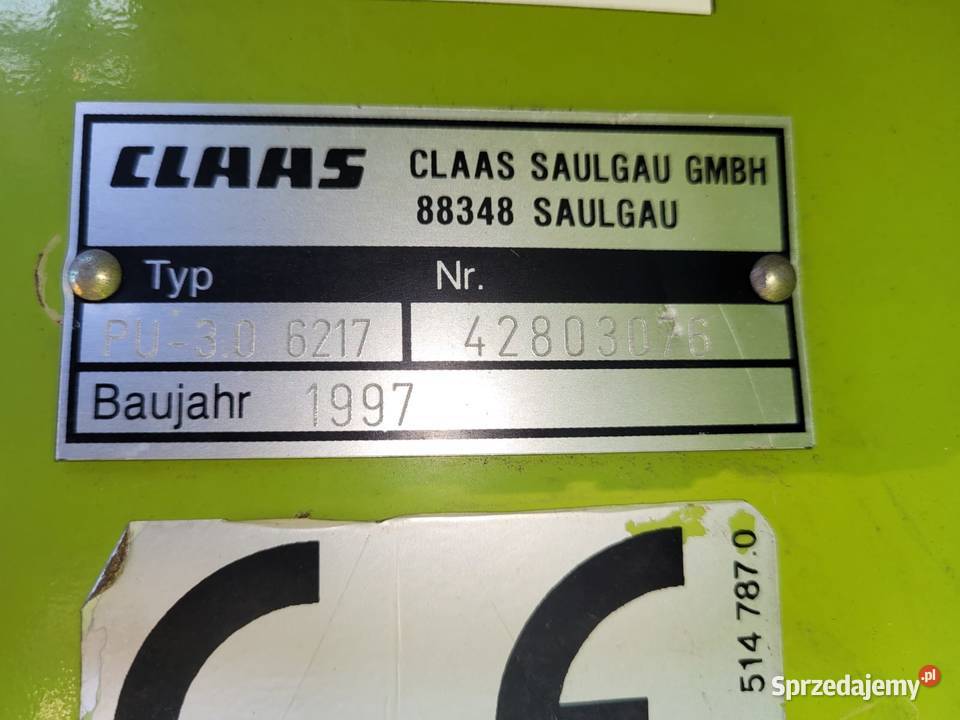 CLAAS CLAAS SAULGAU GMBH
88348 SAULGAU
Typ Nr.
PU-3.0 6217 42803076
Baujahr 1997
CE
514 787.0
Sprzedajemy.pl